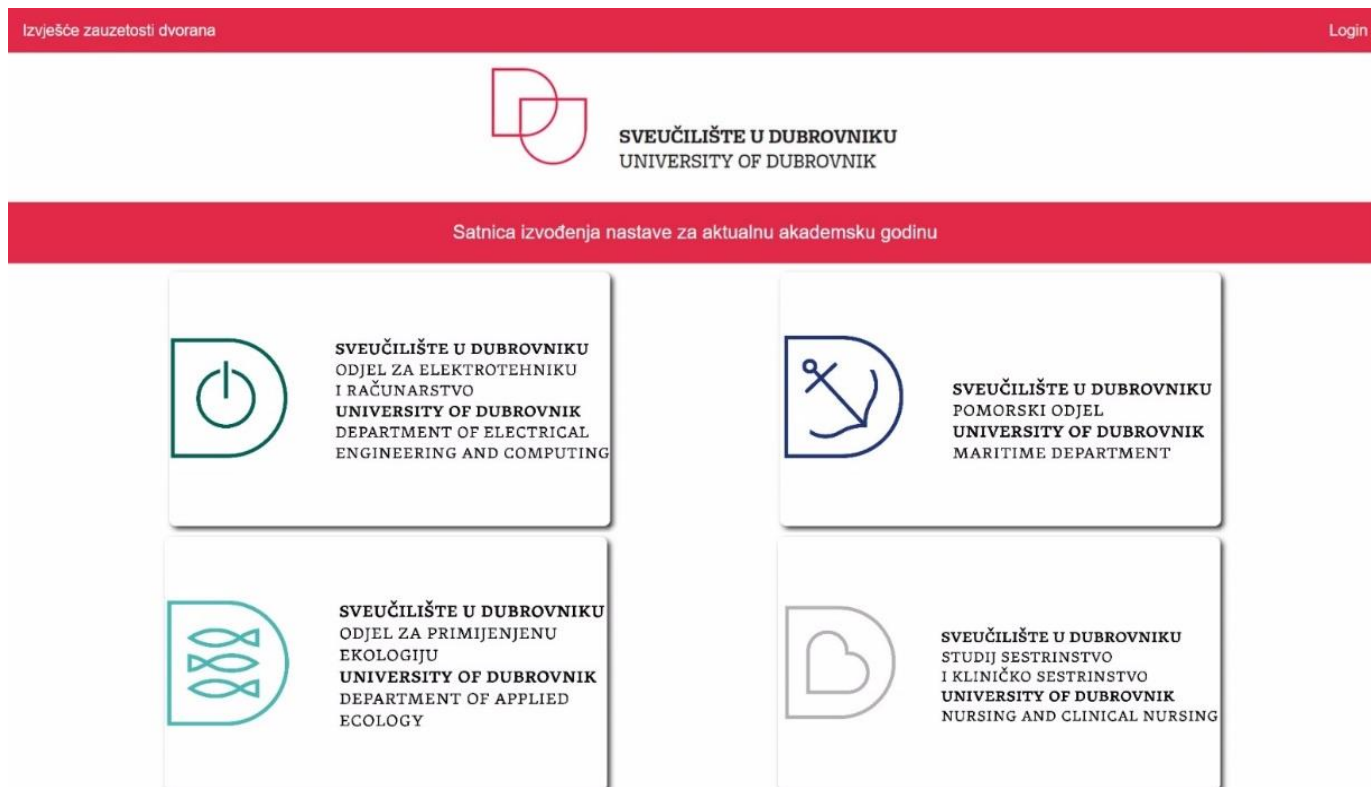 Izvješće zauzetosti dvorana
Login
SVEUČILIŠTE U DUBROVNIKU
UNIVERSITY OF DUBROVNIK
Satnica izvođenja nastave za aktualnu akademsku godinu
SVEUČILIŠTE U DUBROVNIKU
ODJEL ZA ELEKTROTEHNIKU
I RAČUNARSTVO
UNIVERSITY OF DUBROVNIK
DEPARTMENT OF ELECTRICAL
ENGINEERING AND COMPUTING
SVEUČILIŠTE U DUBROVNIKU
POMORSKI ODJEL
UNIVERSITY OF DUBROVNIK
MARITIME DEPARTMENT
SVEUČILIŠTE U DUBROVNIKU
ODJEL ZA PRIMIJENJENU
EKOLOGIJU
UNIVERSITY OF DUBROVNIK
DEPARTMENT OF APPLIED
ECOLOGY
SVEUČILIŠTE U DUBROVNIKU
STUDIJ SESTRINSTVO
I KLINIČKO SESTRINSTVO
UNIVERSITY OF DUBROVNIK
NURSING AND CLINICAL NURSING